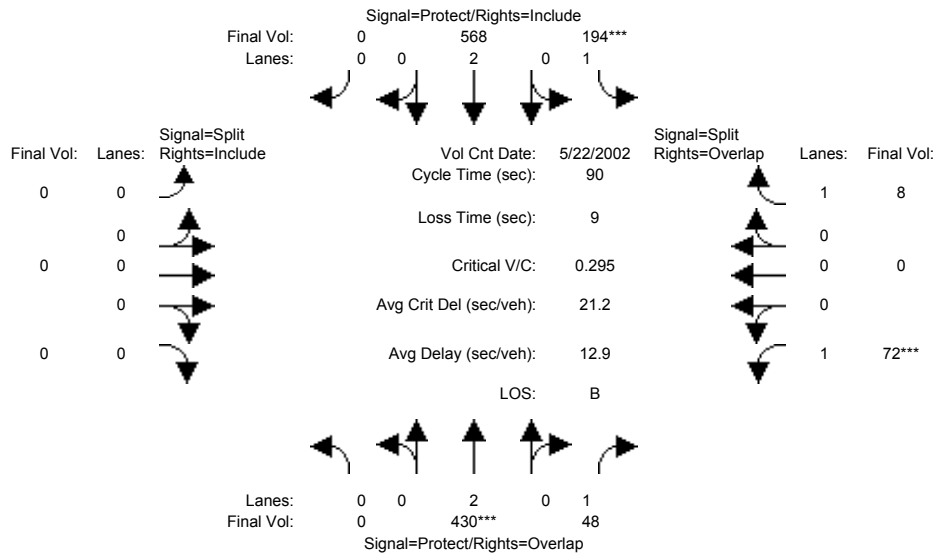 Signal=Protect/Rights=Include
Final Vol: 0 568 194***
Lanes: 0 0 2 0 1
Signal=Split Signal=Split
Final Vol: Lanes: Rights=Include Vol Cnt Date: 5/22/2002 Rights=Overlap Lanes: Final Vol:
Cycle Time (sec): 90
0 0 1 8
Loss Time (sec): 9
0 0
0 0 Critical V/C: 0.295 0 0
0 Avg Crit Del (sec/veh): 21.2 0
0 0 Avg Delay (sec/veh): 12.9 1 72***
LOS: B
Lanes: 0 0 2 0 1
Final Vol: 0 430*** 48
Signal=Protect/Rights=Overlap